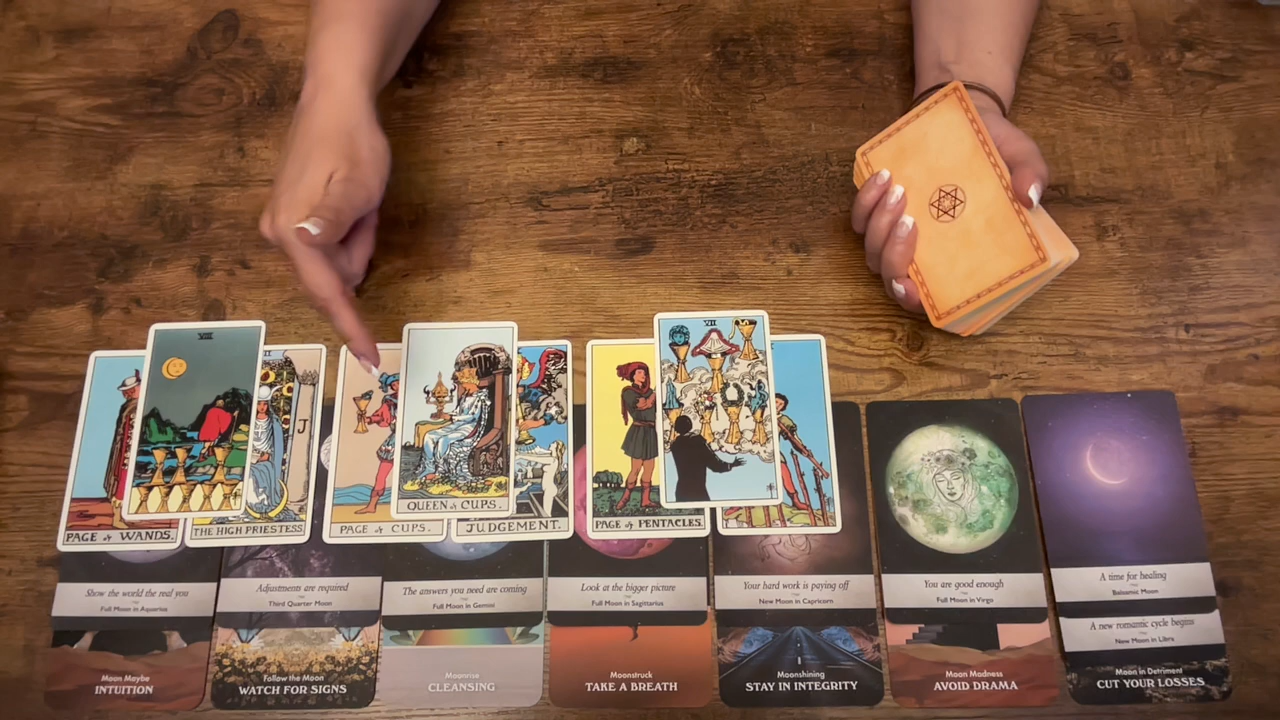 VIII
II
J
VII
PAGE of WANDS.
THE HIGH PRIESTESS
PAGE of CUPS.
QUEEN of CUPS.
JUDGEMENT.
PAGE of PENTACLES.
Show the world the real you
Full Moon in Aquarius
Adjustments are required
Third Quarter Moon
The answers you need are coming
Full Moon in Gemini
Look at the bigger picture
Full Moon in Sagittarius
Your hard work is paying off
New Moon in Capricorn
You are good enough
Full Moon in Virgo
A time for healing
Balsamic Moon
A new romantic cycle begins
New Moon in Libra
Moon Maybe
INTUITION
Follow the Moon
WATCH FOR SIGNS
Moonrise
CLEANSING
Moonstruck
TAKE A BREATH
Moonshining
STAY IN INTEGRITY
Moon Madness
AVOID DRAMA
Moon in Detriment
CUT YOUR LOSSES